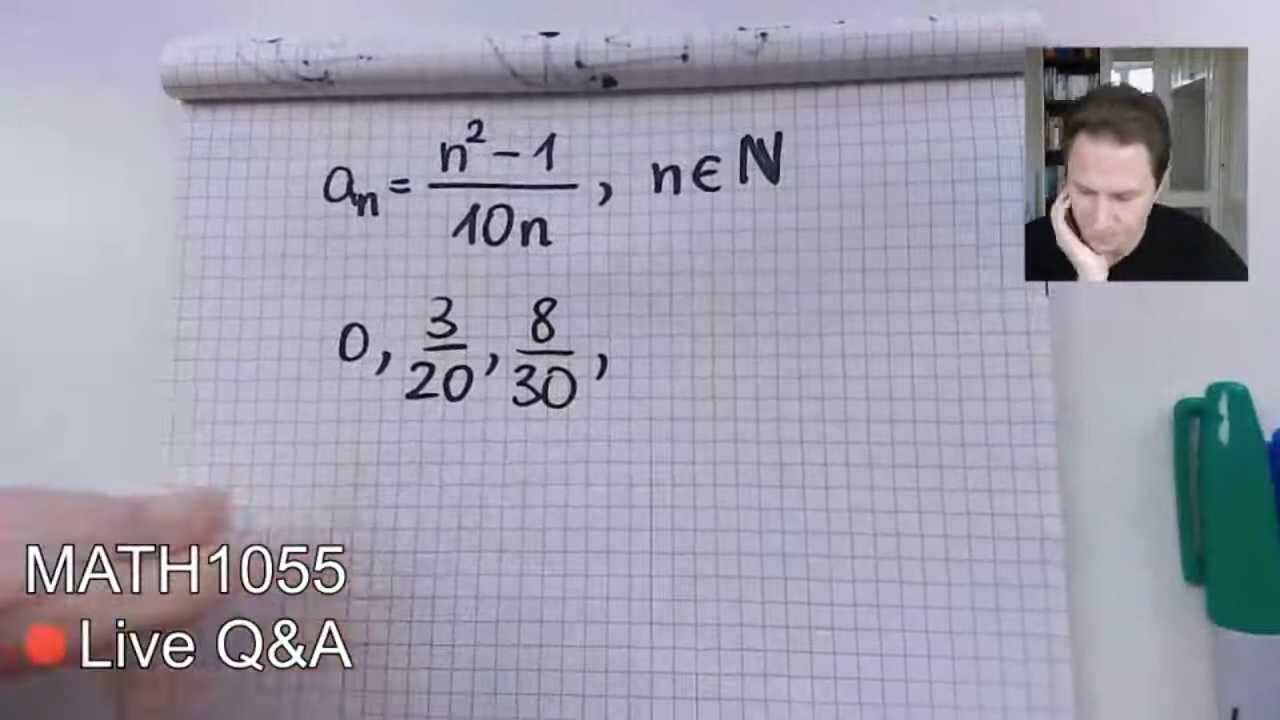 aₙ = (n² - 1)/(10n), n ∈ ℕ
0, 3/20, 8/30,
MATH1055
Live Q&A